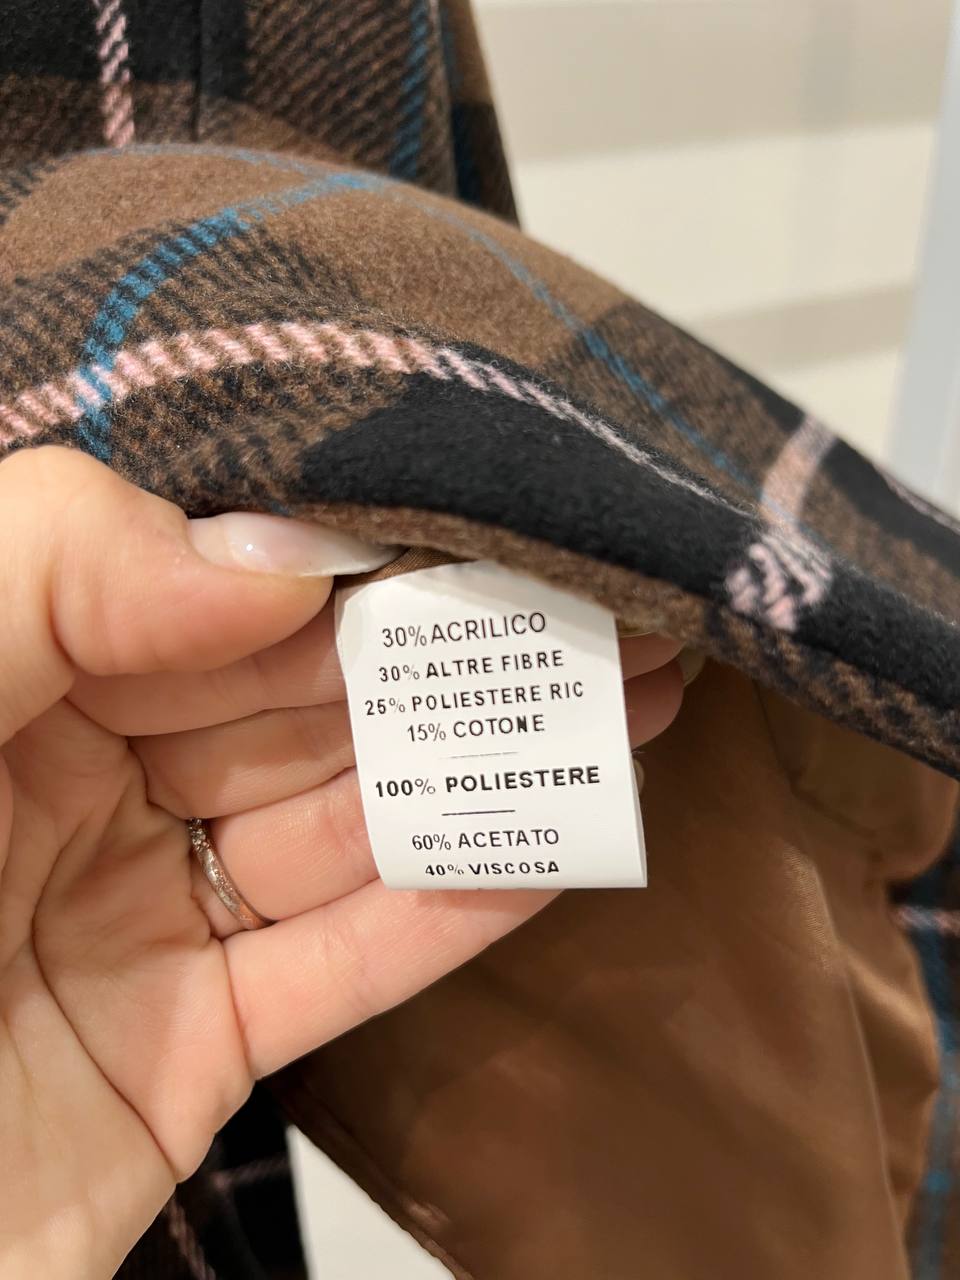 30% ACRILICO
30% ALTRE FIBRE
25% POLIESTERE RIC
15% COTONE
100% POLIESTERE
60% ACETATO
40% VISCOSA